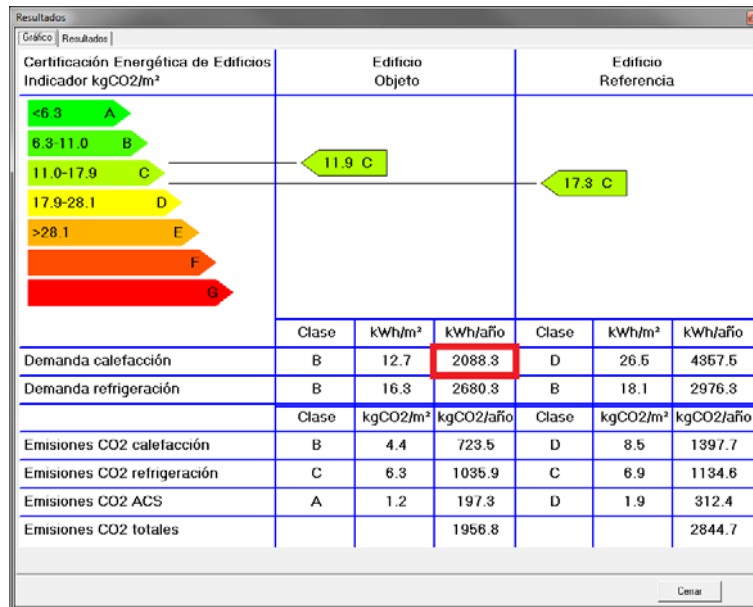 Resultados
Gráfico Resultados
Certificación Energética de Edificios
Indicador kgCO2/m²
Edificio
Objeto
Edificio
Referencia
<6.3 A
6.3-11.0 B
11.0-17.9 C
17.9-28.1 D
>28.1 E
F
G
11.9 C
17.3 C
Clase kWh/m² kWh/año Clase kWh/m² kWh/año
Demanda calefacción B 12.7 2088.3 D 26.5 4357.5
Demanda refrigeración B 16.3 2680.3 B 18.1 2976.3
Clase kgCO2/m² kgCO2/año Clase kgCO2/m² kgCO2/año
Emisiones CO2 calefacción B 4.4 723.5 D 8.5 1397.7
Emisiones CO2 refrigeración C 6.3 1035.9 C 6.9 1134.6
Emisiones CO2 ACS A 1.2 197.3 D 1.9 312.4
Emisiones CO2 totales 1956.8 2844.7
Cerrar